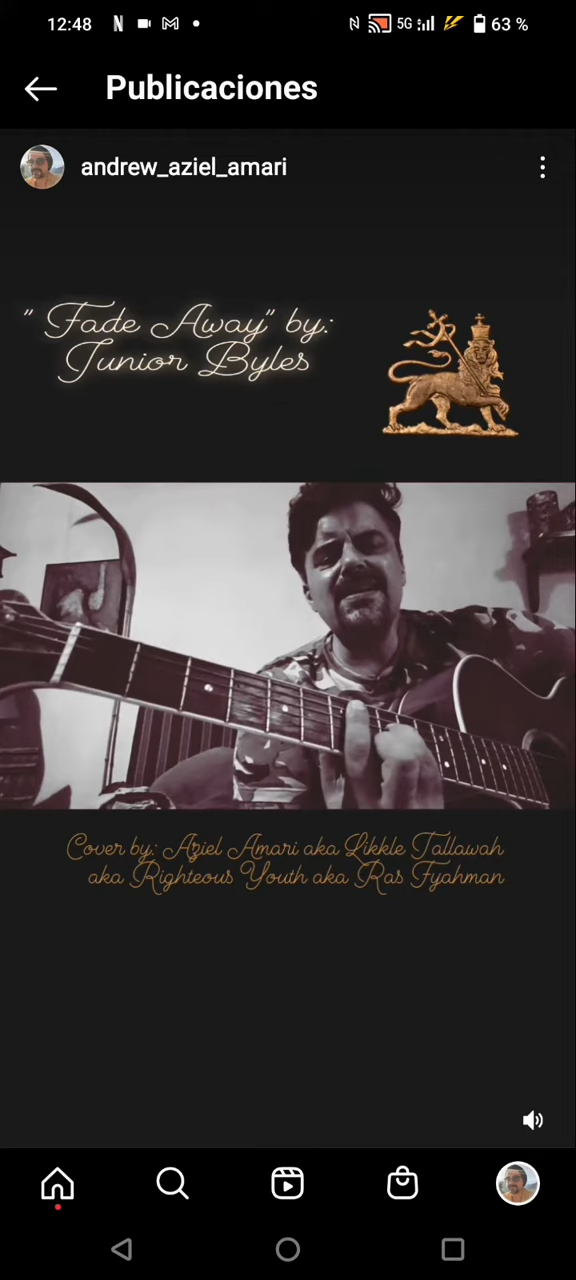 12:48 5G 63 %
Publicaciones
andrew_aziel_amari
" Fade Away" by:
Junior Byles
Cover by: Aziel Amari aka Likkle Tallawah
aka Righteous Youth aka Ras Fyahman